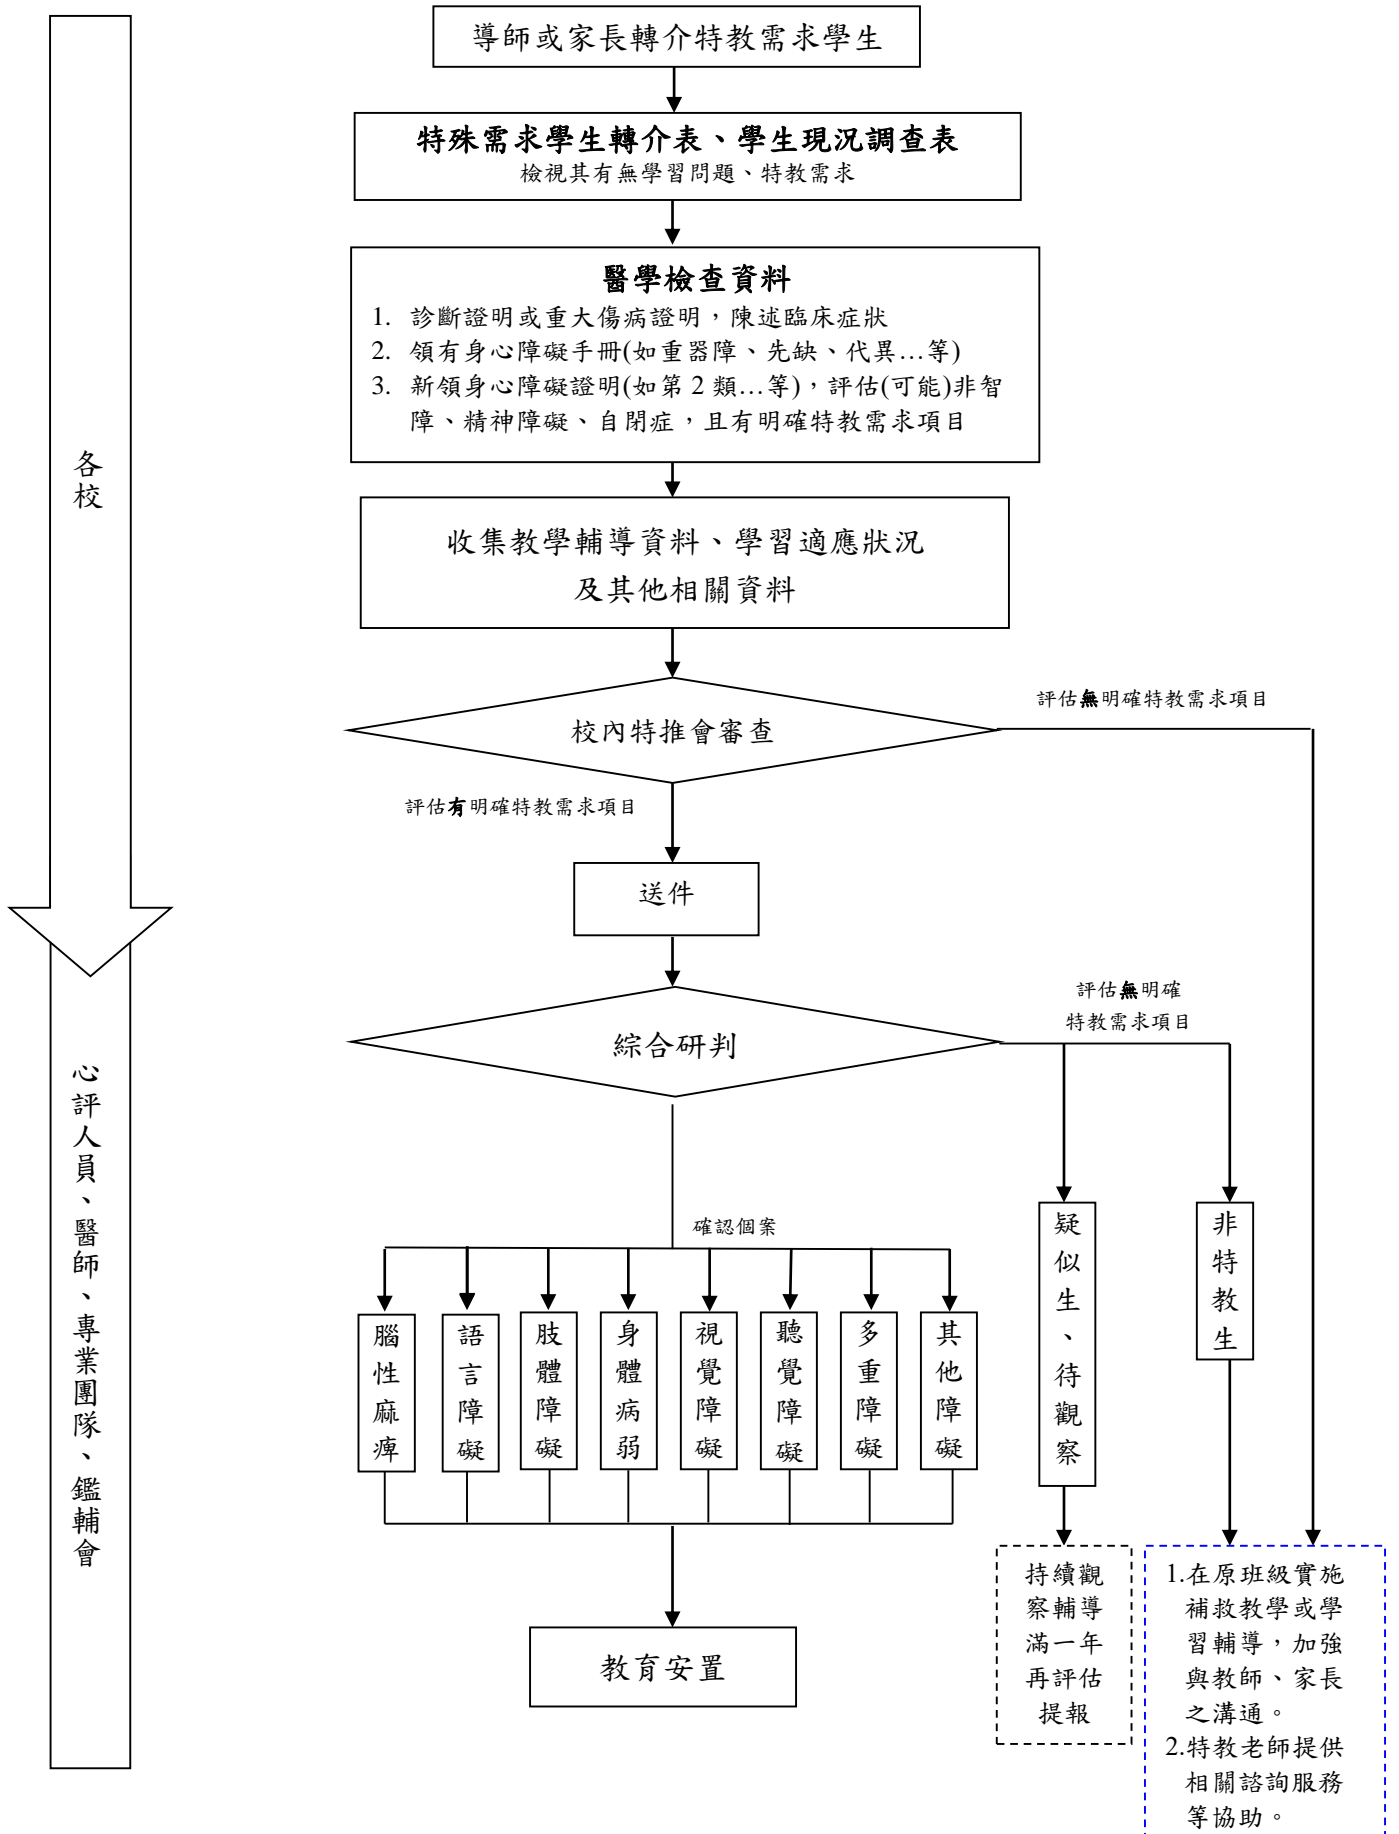 導師或家長轉介特教需求學生
特殊需求學生轉介表、學生現況調查表
檢視其有無學習問題、特教需求
醫學檢查資料
1. 診斷證明或重大傷病證明，陳述臨床症狀
2. 領有身心障礙手冊(如重器障、先缺、代異…等)
3. 新領身心障礙證明(如第 2 類…等)，評估(可能)非智
障、精神障礙、自閉症，且有明確特教需求項目
各校
收集教學輔導資料、學習適應狀況
及其他相關資料
校內特推會審查
評估無明確特教需求項目
評估有明確特教需求項目
送件
綜合研判
評估無明確
特教需求項目
心評人員、醫師、專業團隊、鑑輔會
確認個案
腦性麻痺
語言障礙
肢體障礙
身體病弱
視覺障礙
聽覺障礙
多重障礙
其他障礙
疑似生、待觀察
非特教生
教育安置
持續觀
察輔導
滿一年
再評估
提報
1.在原班級實施
補救教學或學
習輔導，加強
與教師、家長
之溝通。
2.特教老師提供
相關諮詢服務
等協助。